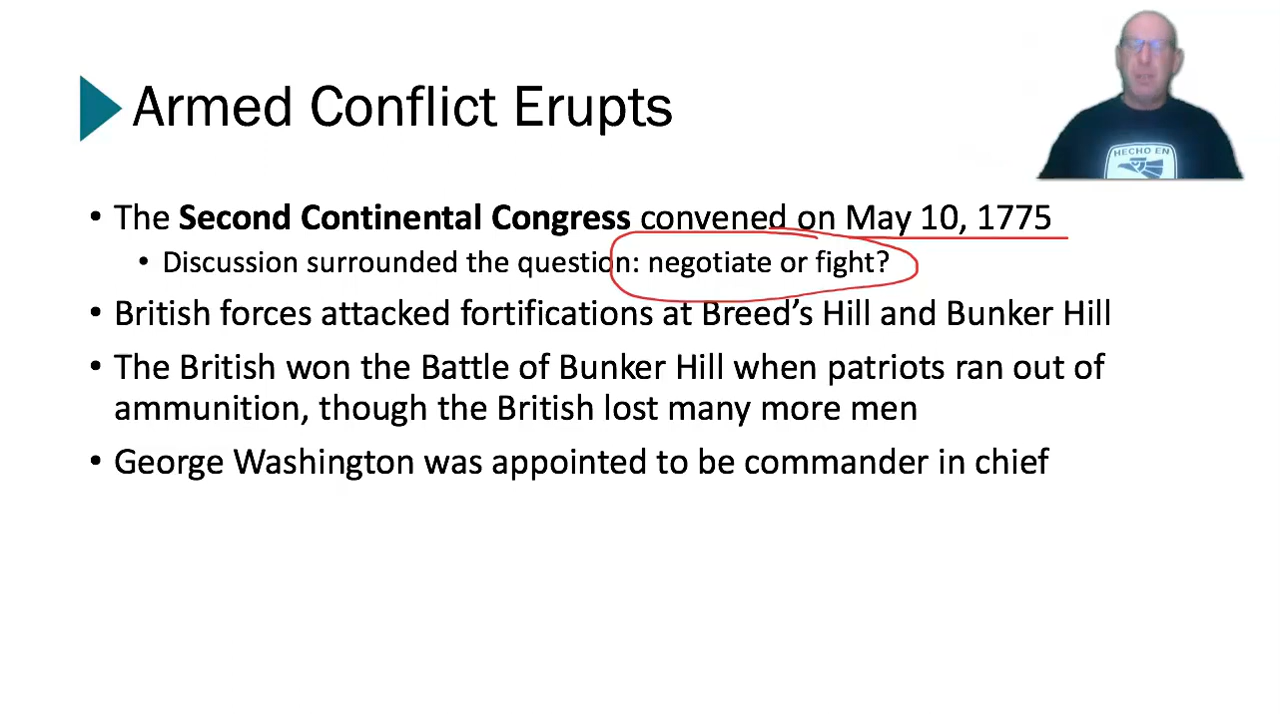 Armed Conflict Erupts
HECHO EN
• The Second Continental Congress convened on May 10, 1775
• Discussion surrounded the question: negotiate or fight?
• British forces attacked fortifications at Breed’s Hill and Bunker Hill
• The British won the Battle of Bunker Hill when patriots ran out of
ammunition, though the British lost many more men
• George Washington was appointed to be commander in chief